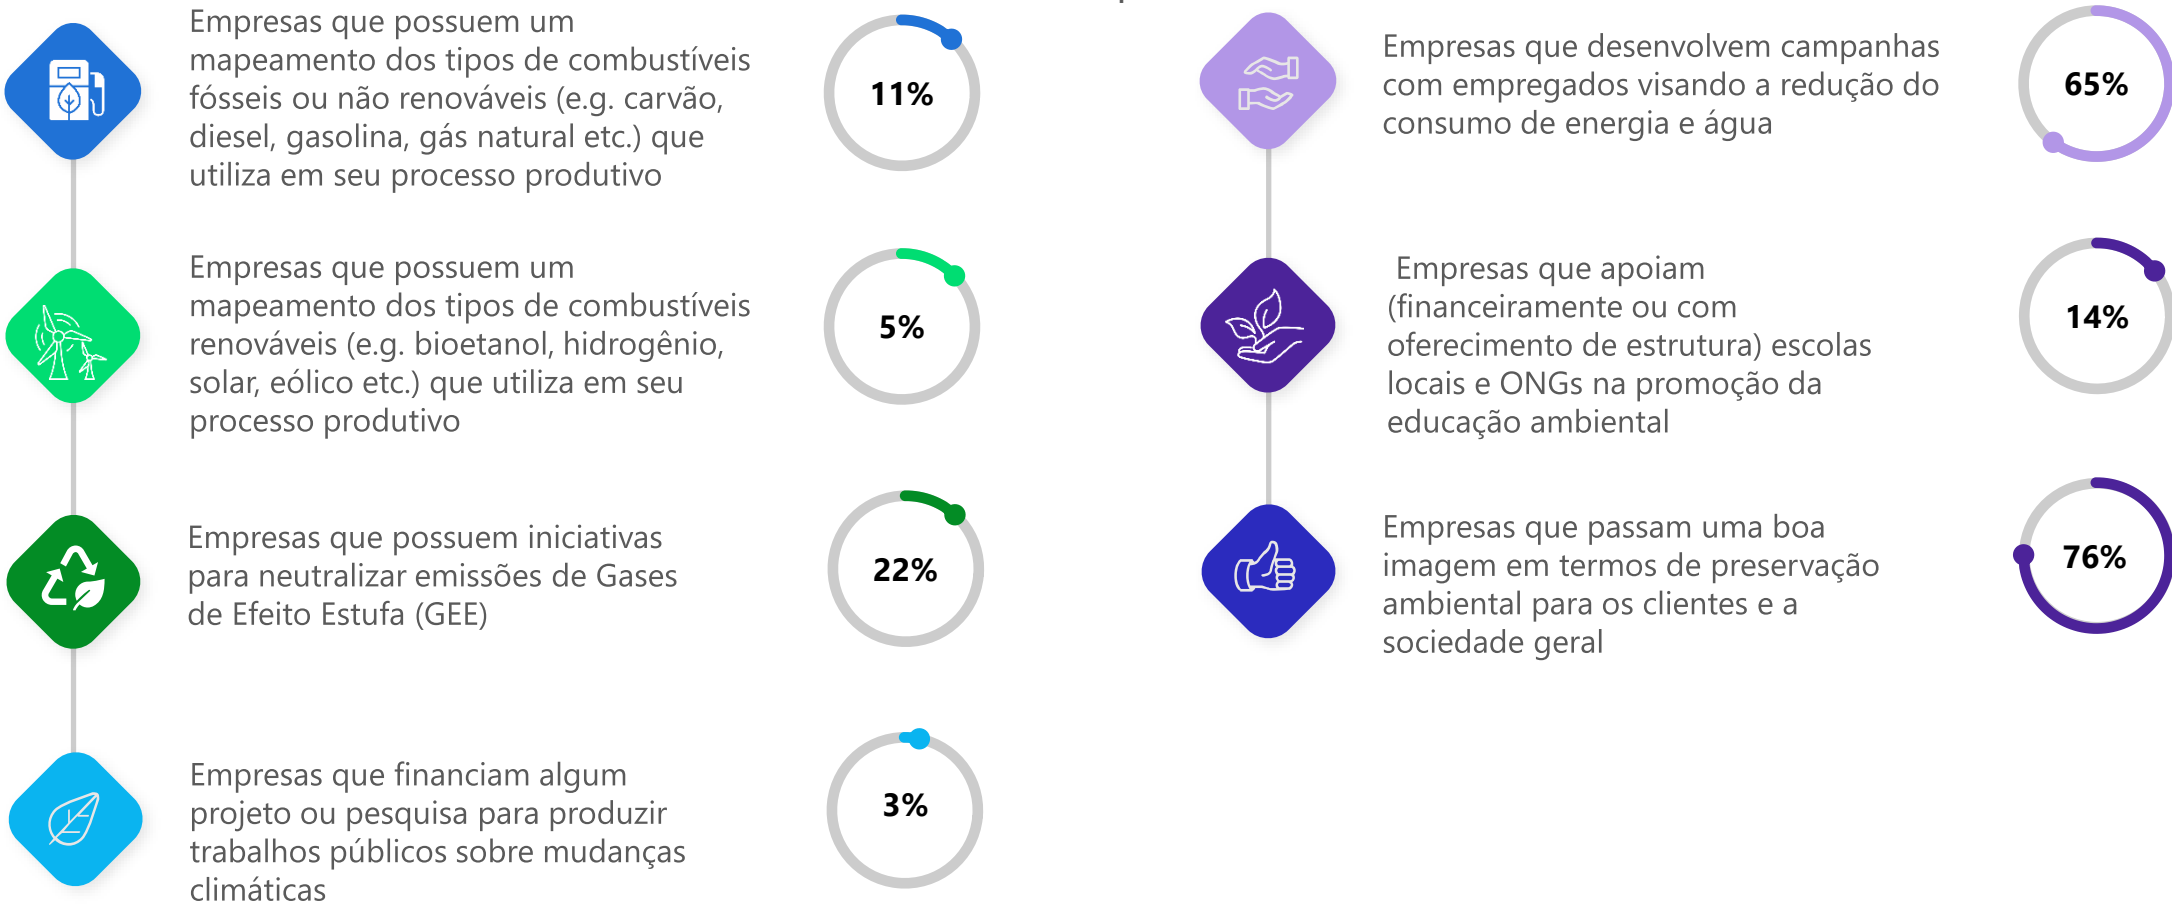 Empresas que possuem um
mapeamento dos tipos de combustíveis
fósseis ou não renováveis (e.g. carvão,
diesel, gasolina, gás natural etc.) que
utiliza em seu processo produtivo
11%
Empresas que possuem um
mapeamento dos tipos de combustíveis
renováveis (e.g. bioetanol, hidrogênio,
solar, eólico etc.) que utiliza em seu
processo produtivo
5%
Empresas que possuem iniciativas
para neutralizar emissões de Gases
de Efeito Estufa (GEE)
22%
Empresas que financiam algum
projeto ou pesquisa para produzir
trabalhos públicos sobre mudanças
climáticas
3%
Empresas que desenvolvem campanhas
com empregados visando a redução do
consumo de energia e água
65%
Empresas que apoiam
(financeiramente ou com
oferecimento de estrutura) escolas
locais e ONGs na promoção da
educação ambiental
14%
Empresas que passam uma boa
imagem em termos de preservação
ambiental para os clientes e a
sociedade geral
76%